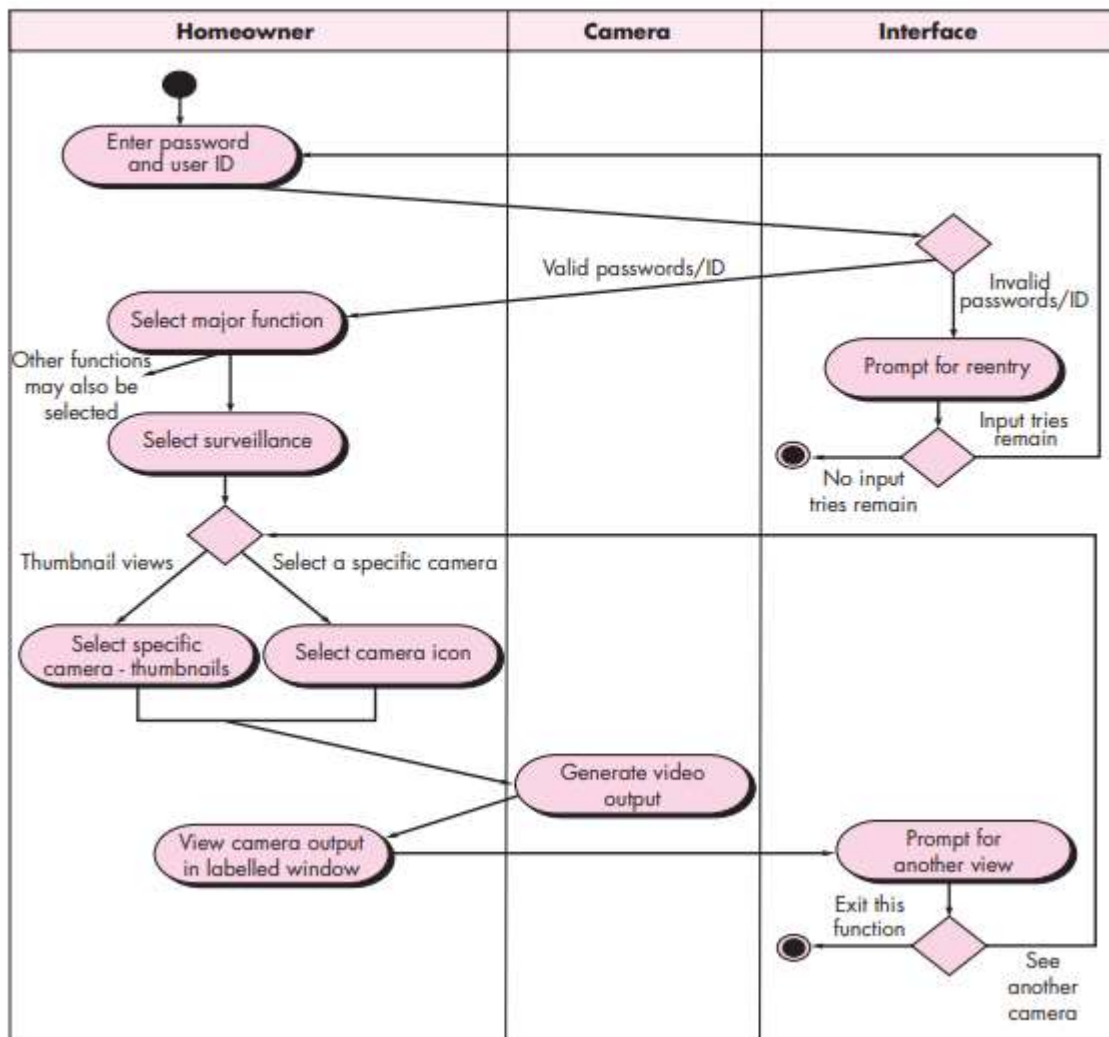 Homeowner
Camera
Interface
Enter password
and user ID
Valid passwords/ID
Invalid
passwords/ID
Select major function
Prompt for reentry
Other functions
may also be
selected
Input tries
remain
Select surveillance
No input
tries remain
Thumbnail views
Select a specific camera
Select specific
camera - thumbnails
Select camera icon
Generate video
output
View camera output
in labelled window
Prompt for
another view
Exit this
function
See
another
camera